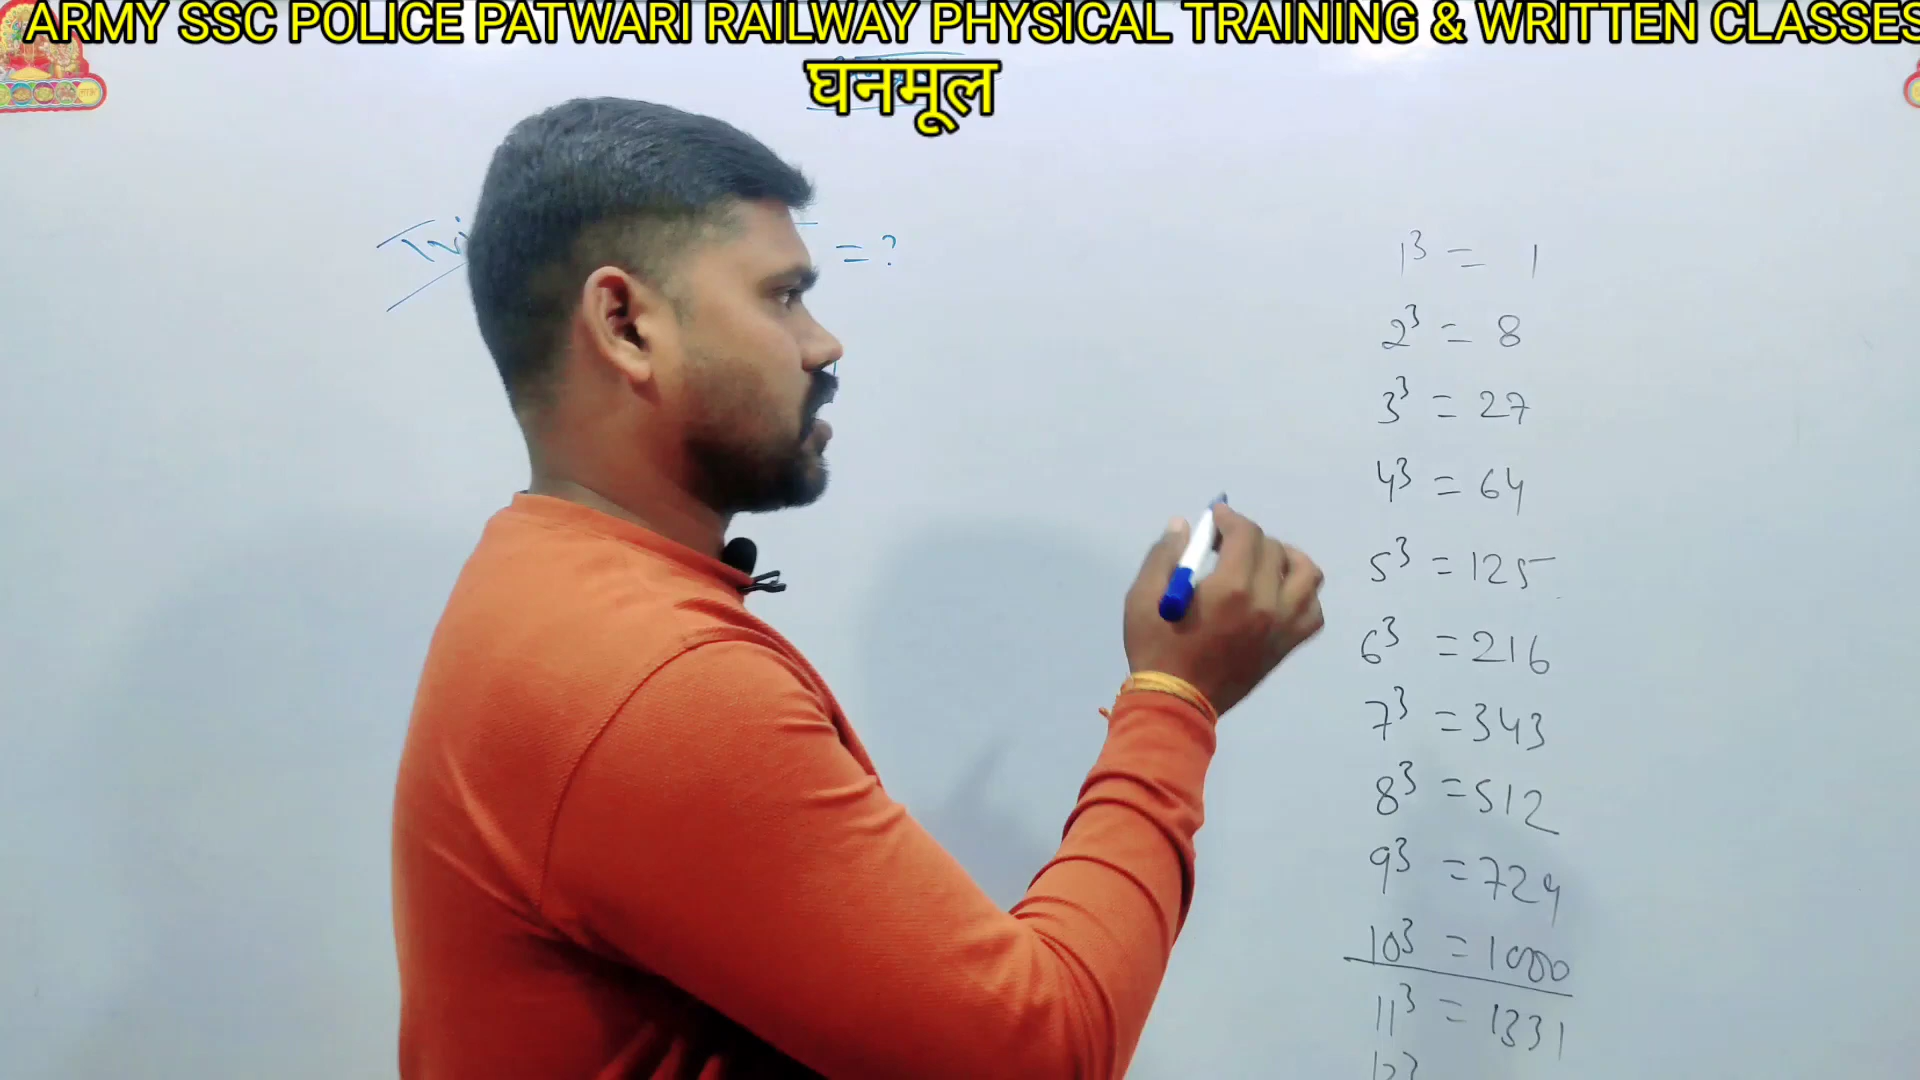 ARMY SSC POLICE PATWARI RAILWAY PHYSICAL TRAINING & WRITTEN CLASSES
घनमूल
= ?
1³ = 1
2³ = 8
3³ = 27
4³ = 64
5³ = 125
6³ = 216
7³ = 343
8³ = 512
9³ = 729
10³ = 1000
11³ = 1331